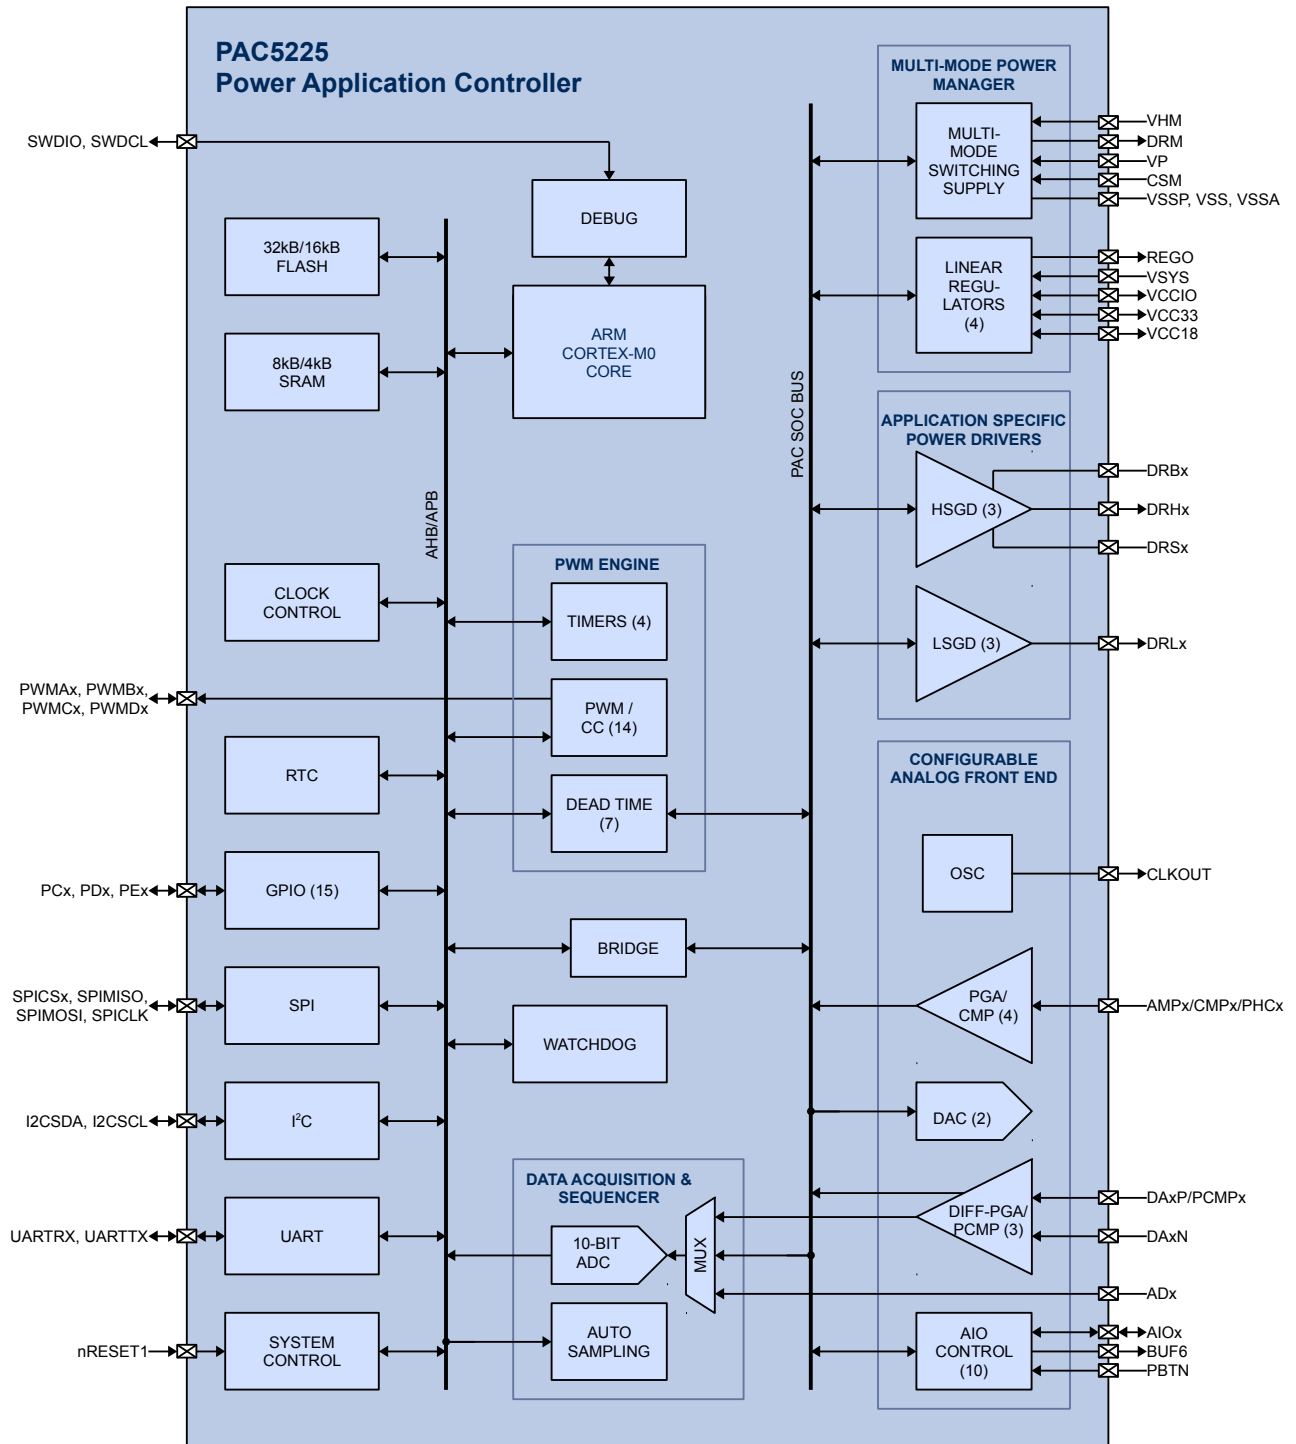 PAC5225
Power Application Controller
SWDIO, SWDCL
DEBUG
32kB/16kB
FLASH
ARM
CORTEX-M0
CORE
8kB/4kB
SRAM
AHB/APB
CLOCK
CONTROL
PWM ENGINE
TIMERS (4)
PWMAx, PWMBx,
PWMCx, PWMDx
PWM /
CC (14)
RTC
DEAD TIME
(7)
PCx, PDx, PEx
GPIO (15)
BRIDGE
SPICSx, SPIMISO,
SPIMOSI, SPICLK
SPI
WATCHDOG
I2CSDA, I2CSCL
I²C
DATA ACQUISITION &
SEQUENCER
UARTRX, UARTTX
UART
10-BIT
ADC
MUX
nRESET1
SYSTEM
CONTROL
AUTO
SAMPLING
PAC SOC BUS
MULTI-MODE POWER
MANAGER
MULTI-
MODE
SWITCHING
SUPPLY
VHM
DRM
VP
CSM
VSSP, VSS, VSSA
LINEAR
REGU-
LATORS
(4)
REGO
VSYS
VCCIO
VCC33
VCC18
APPLICATION SPECIFIC
POWER DRIVERS
HSGD (3)
DRBx
DRHx
DRSx
LSGD (3)
DRLx
CONFIGURABLE
ANALOG FRONT END
OSC
CLKOUT
PGA/
CMP (4)
AMPx/CMPx/PHCx
DAC (2)
DIFF-PGA/
PCMP (3)
DAxP/PCMPx
DAxN
ADx
AIO
CONTROL
(10)
AIOx
BUF6
PBTN